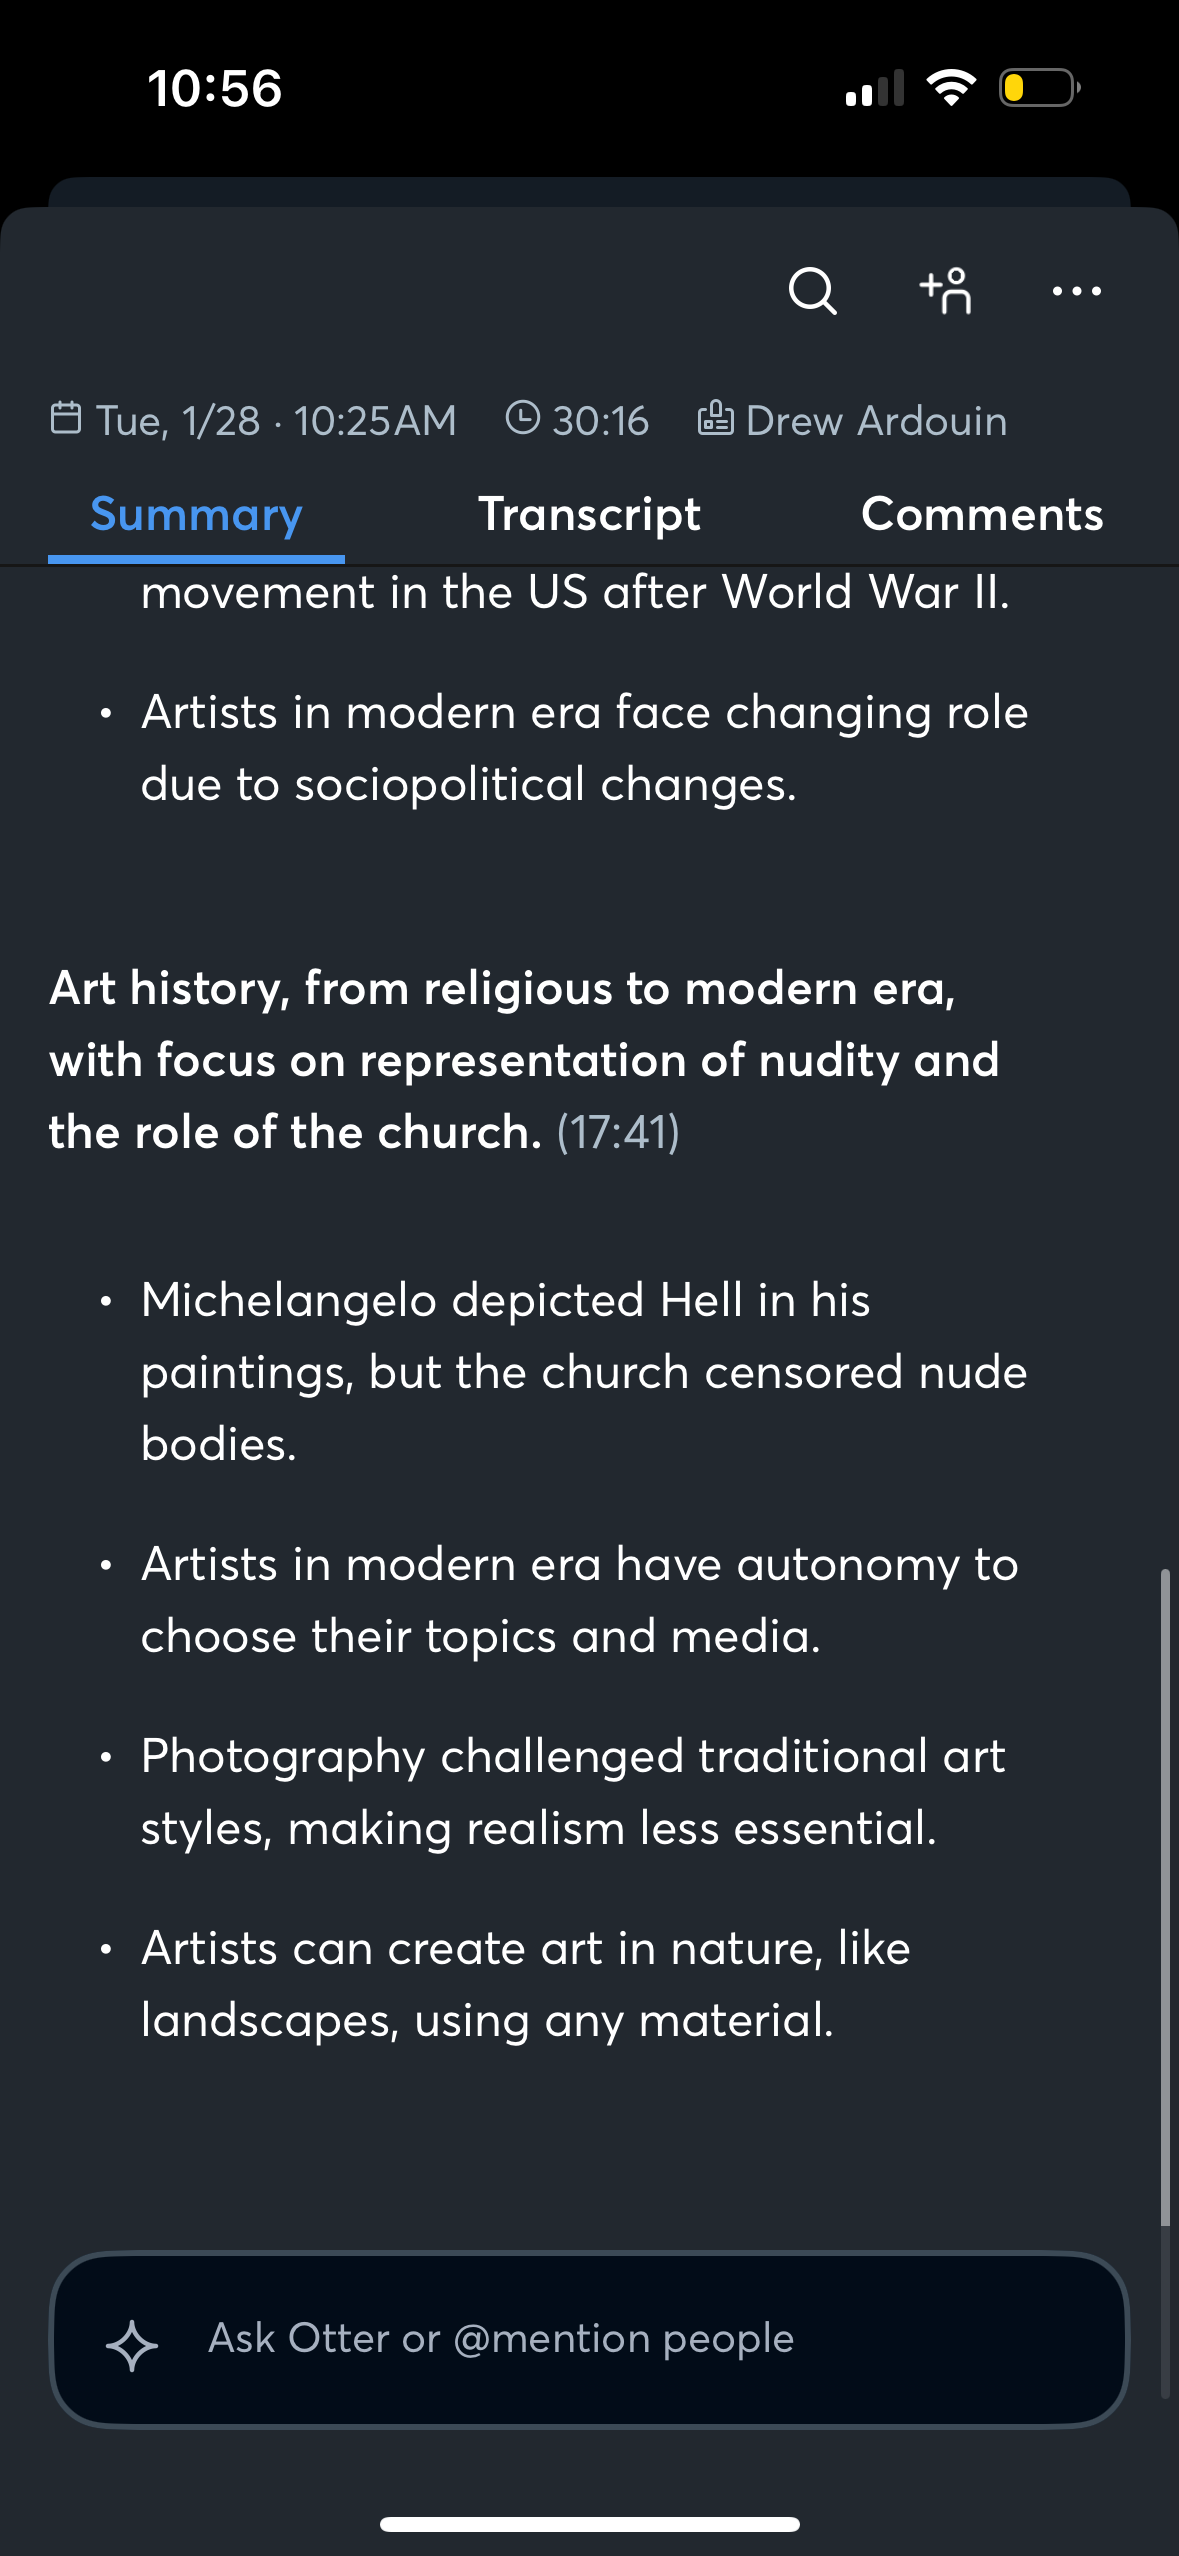 10:56
Tue, 1/28 · 10:25AM 30:16 Drew Ardouin
Summary Transcript Comments
movement in the US after World War II.
• Artists in modern era face changing role
due to sociopolitical changes.
Art history, from religious to modern era,
with focus on representation of nudity and
the role of the church. (17:41)
• Michelangelo depicted Hell in his
paintings, but the church censored nude
bodies.
• Artists in modern era have autonomy to
choose their topics and media.
• Photography challenged traditional art
styles, making realism less essential.
• Artists can create art in nature, like
landscapes, using any material.
Ask Otter or @mention people